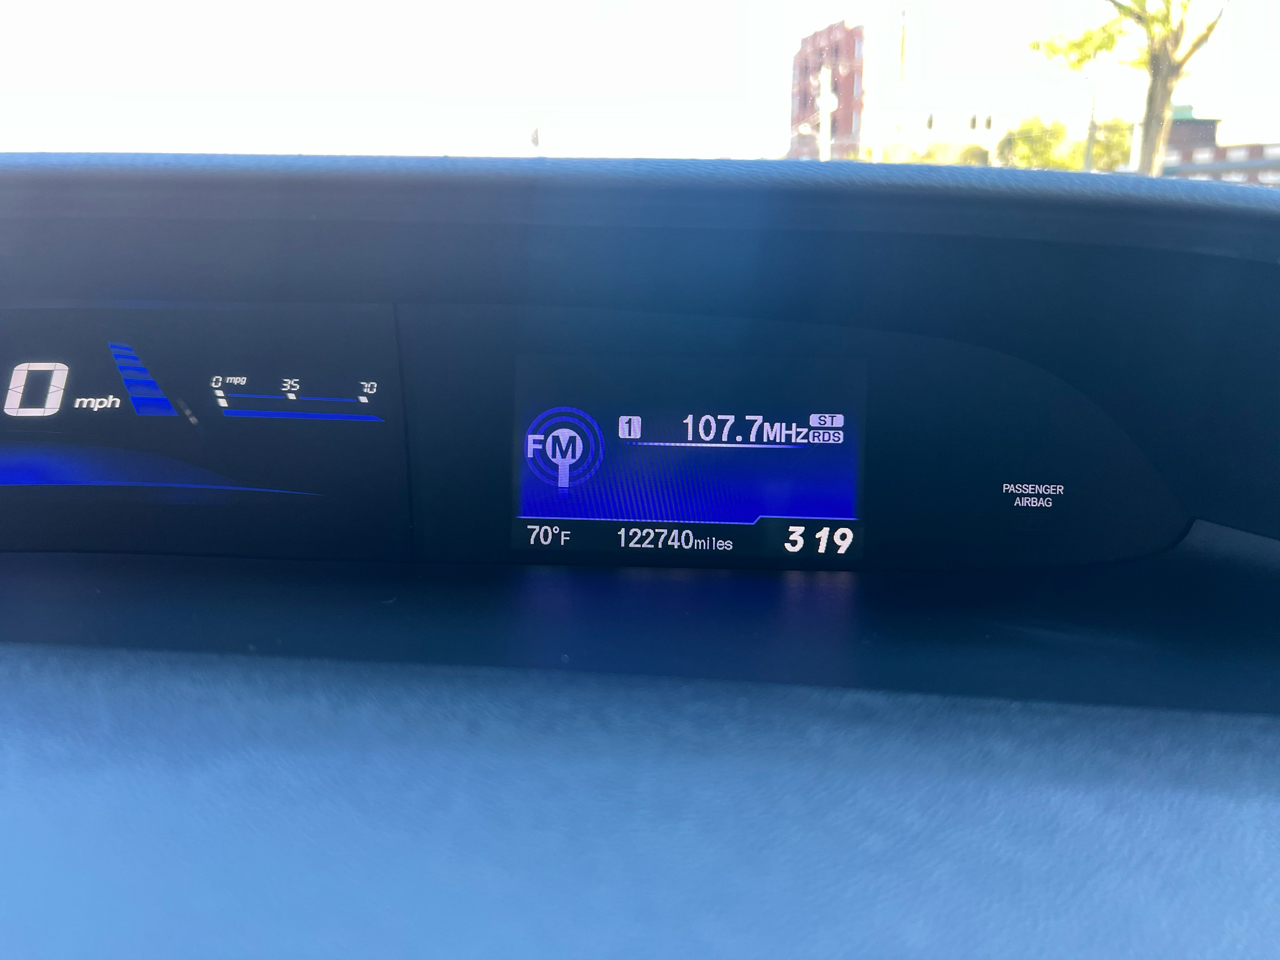 0 mph
0 mpg 35 70
FM 1 107.7MHz ST
RDS
70°F 122740miles 3 19
PASSENGER
AIRBAG